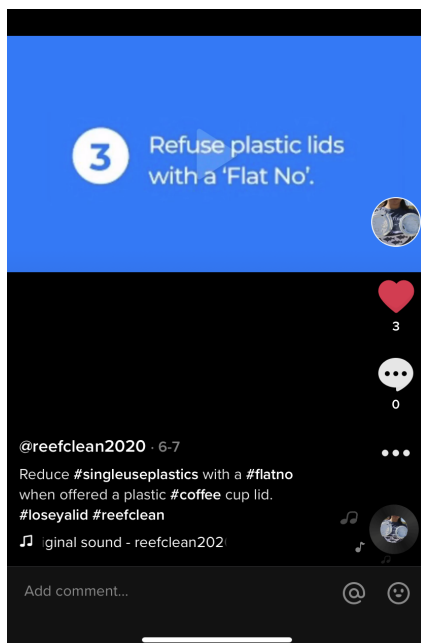 3
Refuse plastic lids
with a ‘Flat No’.
3
0
@reefclean2020 · 6-7
Reduce #singleuseplastics with a #flatno
when offered a plastic #coffee cup lid.
#loseyalid #reefclean
iginal sound - reefclean202
Add comment...